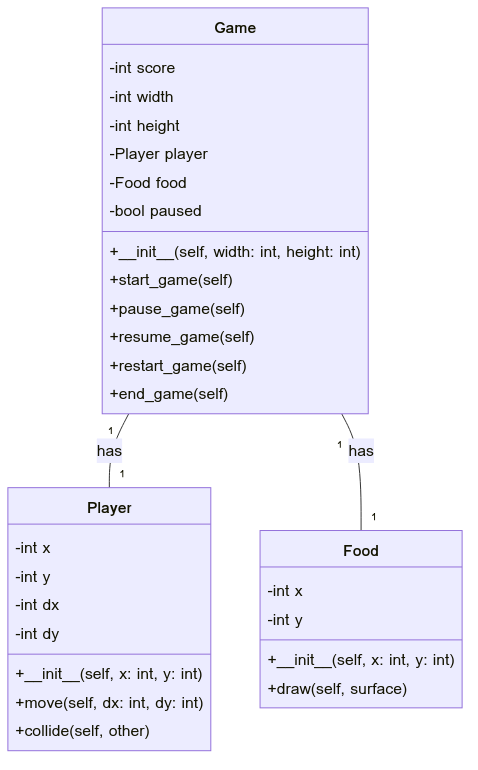 Game
-int score
-int width
-int height
-Player player
-Food food
-bool paused
+__init__(self, width: int, height: int)
+start_game(self)
+pause_game(self)
+resume_game(self)
+restart_game(self)
+end_game(self)
1
has
1
1
has
1
Player
-int x
-int y
-int dx
-int dy
+__init__(self, x: int, y: int)
+move(self, dx: int, dy: int)
+collide(self, other)
Food
-int x
-int y
+__init__(self, x: int, y: int)
+draw(self, surface)